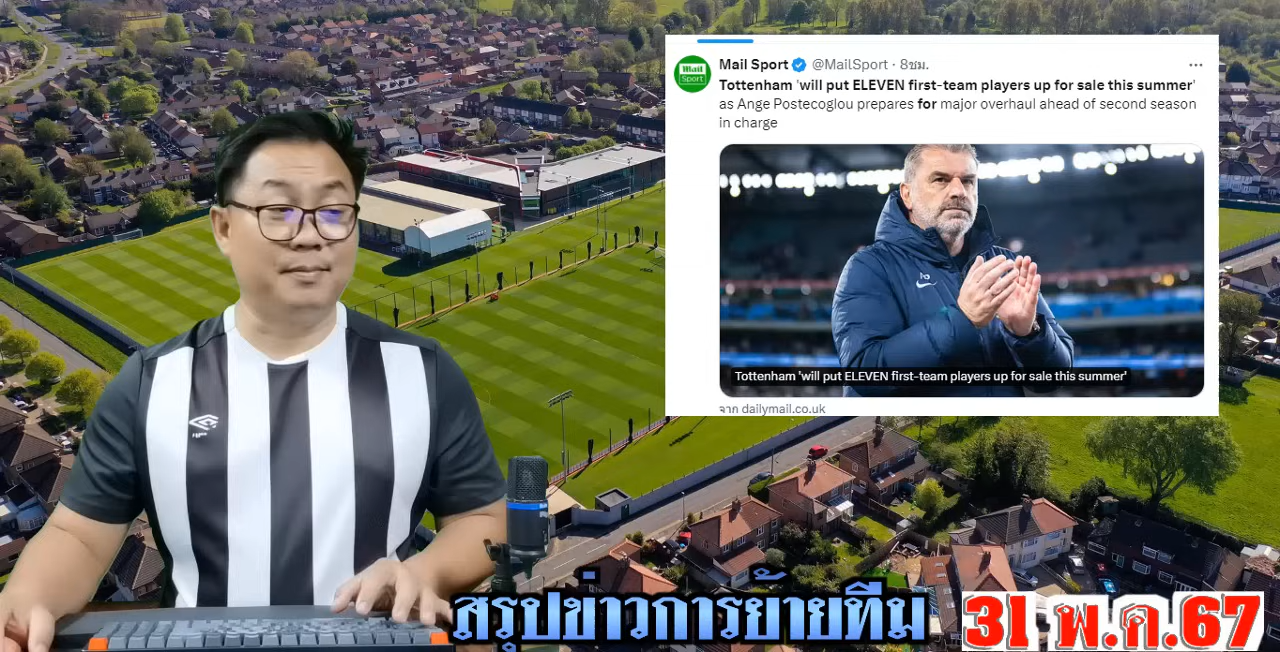 Mail Sport @MailSport · 8ชม.
Tottenham 'will put ELEVEN first-team players up for sale this summer'
as Ange Postecoglou prepares for major overhaul ahead of second season
in charge
mail
Sport
Tottenham 'will put ELEVEN first-team players up for sale this summer'
จาก dailymail.co.uk
สรุปข่าวการย้ายทีม
31 พ.ค.67